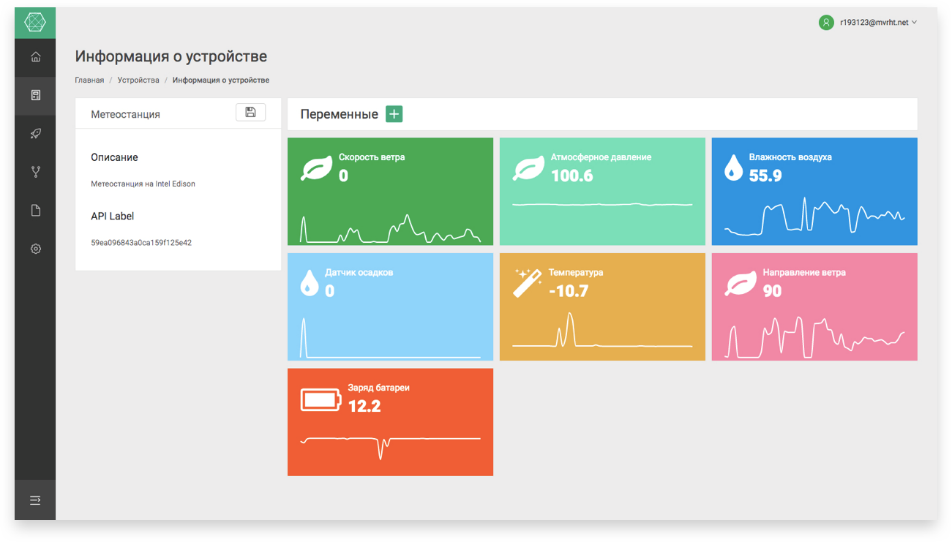 r193123@mvrht.net
Информация о устройстве
Главная / Устройства / Информация о устройстве
Метеостанция
Описание
Метеостанция на Intel Edison
API Label
59ea096843a0ca159f125e42
Переменные +
Скорость ветра
0
Атмосферное давление
100.6
Влажность воздуха
55.9
Датчик осадков
0
Температура
-10.7
Направление ветра
90
Заряд батареи
12.2